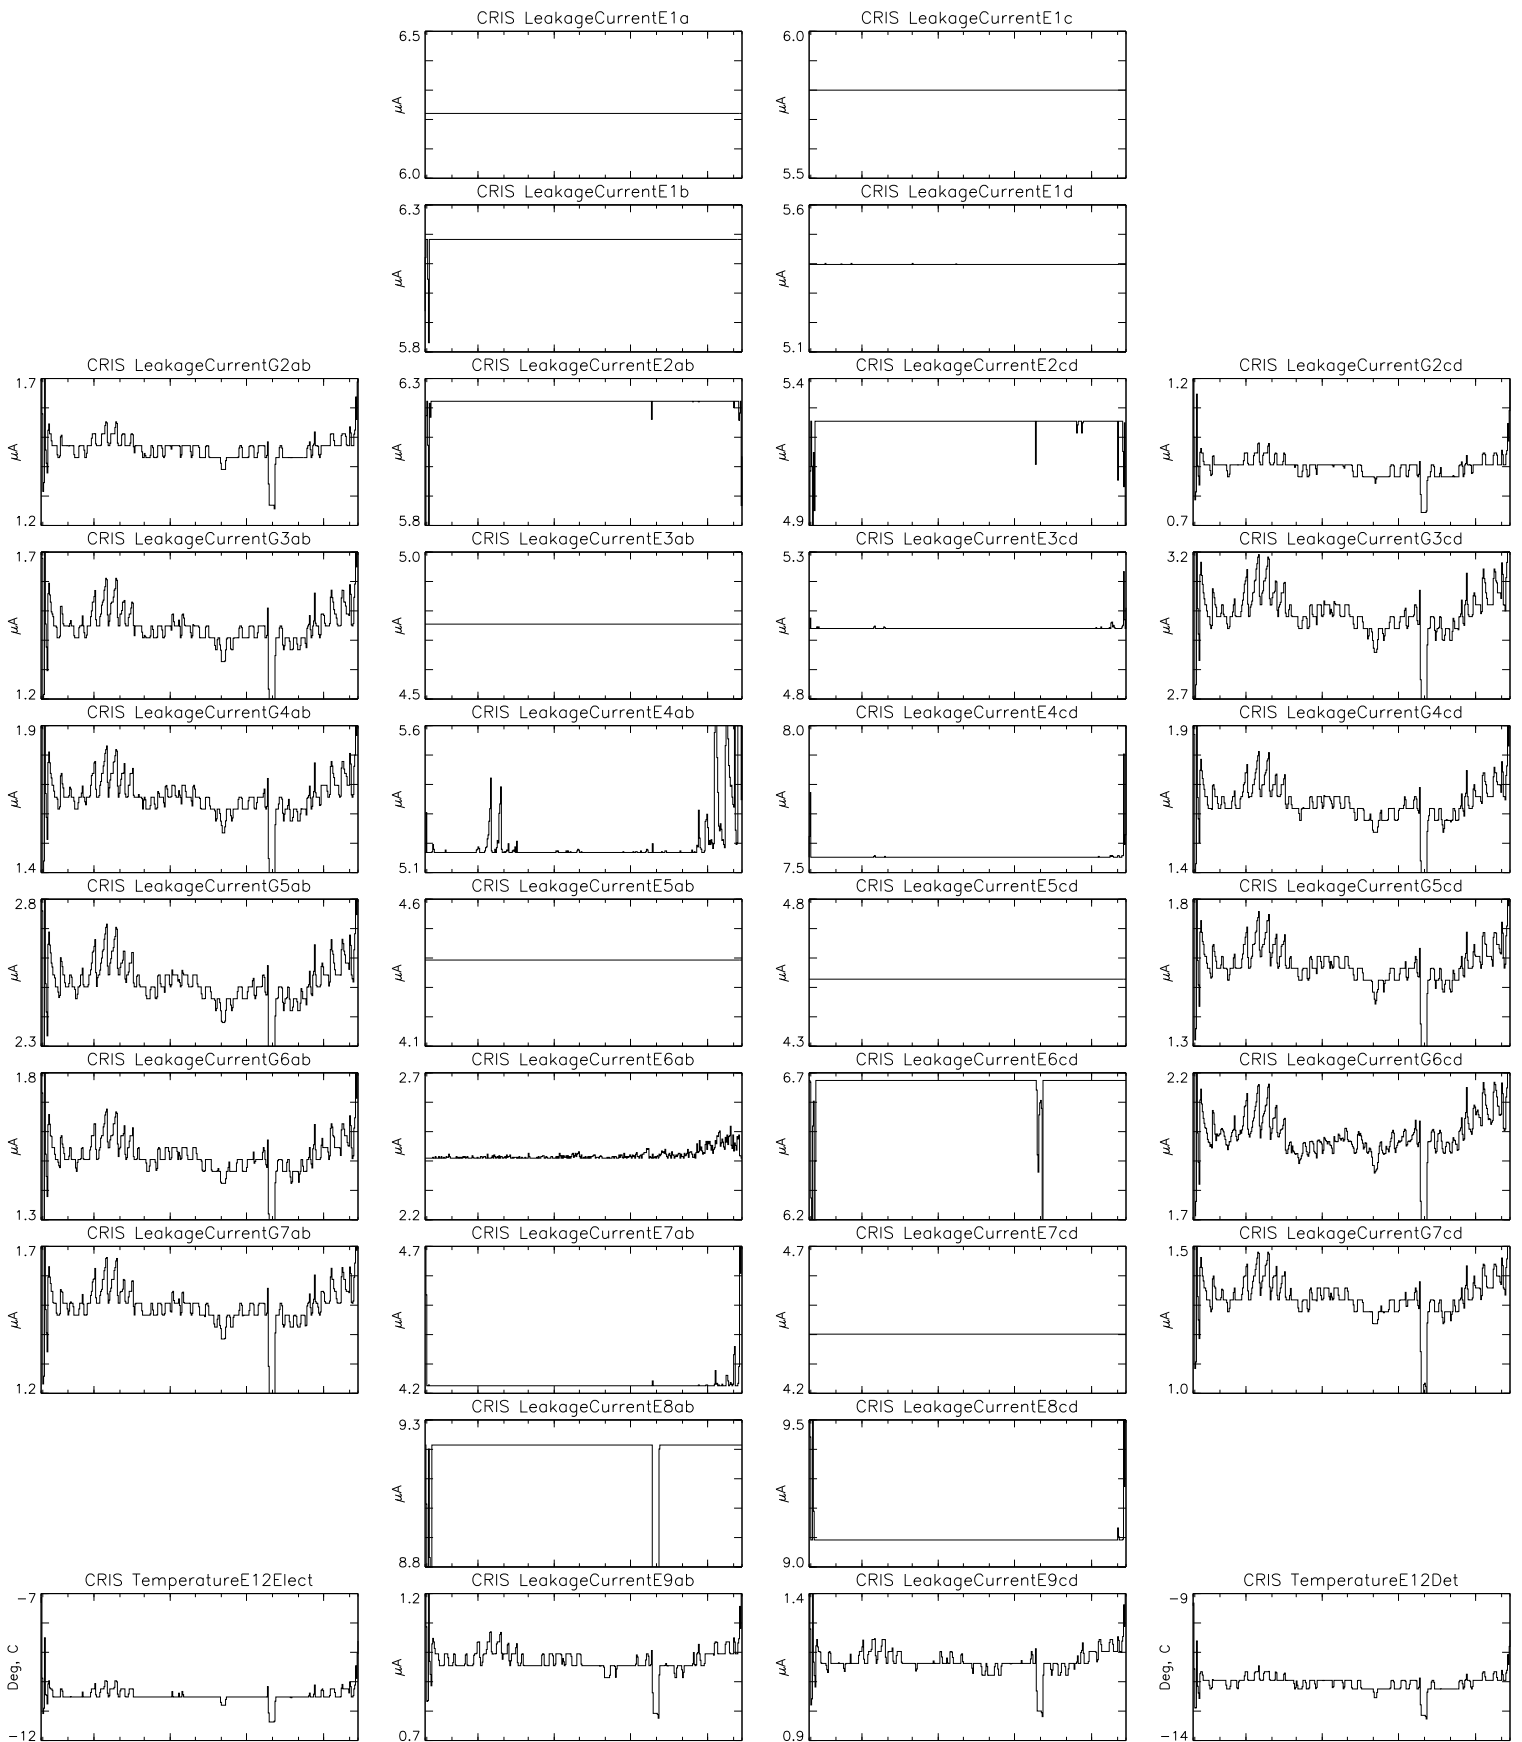 CRIS LeakageCurrentE1a
6.5
μA
6.0
CRIS LeakageCurrentE1c
6.0
μA
5.5
CRIS LeakageCurrentE1b
6.3
μA
5.8
CRIS LeakageCurrentE1d
5.6
μA
5.1
CRIS LeakageCurrentG2ab
1.7
μA
1.2
CRIS LeakageCurrentE2ab
6.3
μA
5.8
CRIS LeakageCurrentE2cd
5.4
μA
4.9
CRIS LeakageCurrentG2cd
1.2
μA
0.7
CRIS LeakageCurrentG3ab
1.7
μA
1.2
CRIS LeakageCurrentE3ab
5.0
μA
4.5
CRIS LeakageCurrentE3cd
5.3
μA
4.8
CRIS LeakageCurrentG3cd
3.2
μA
2.7
CRIS LeakageCurrentG4ab
1.9
μA
1.4
CRIS LeakageCurrentE4ab
5.6
μA
5.1
CRIS LeakageCurrentE4cd
8.0
μA
7.5
CRIS LeakageCurrentG4cd
1.9
μA
1.4
CRIS LeakageCurrentG5ab
2.8
μA
2.3
CRIS LeakageCurrentE5ab
4.6
μA
4.1
CRIS LeakageCurrentE5cd
4.8
μA
4.3
CRIS LeakageCurrentG5cd
1.8
μA
1.3
CRIS LeakageCurrentG6ab
1.8
μA
1.3
CRIS LeakageCurrentE6ab
2.7
μA
2.2
CRIS LeakageCurrentE6cd
6.7
μA
6.2
CRIS LeakageCurrentG6cd
2.2
μA
1.7
CRIS LeakageCurrentG7ab
1.7
μA
1.2
CRIS LeakageCurrentE7ab
4.7
μA
4.2
CRIS LeakageCurrentE7cd
4.7
μA
4.2
CRIS LeakageCurrentG7cd
1.5
μA
1.0
CRIS LeakageCurrentE8ab
9.3
μA
8.8
CRIS LeakageCurrentE8cd
9.5
μA
9.0
CRIS TemperatureE12Elect
−7
Deg, C
−12
CRIS LeakageCurrentE9ab
1.2
μA
0.7
CRIS LeakageCurrentE9cd
1.4
μA
0.9
CRIS TemperatureE12Det
−9
Deg, C
−14